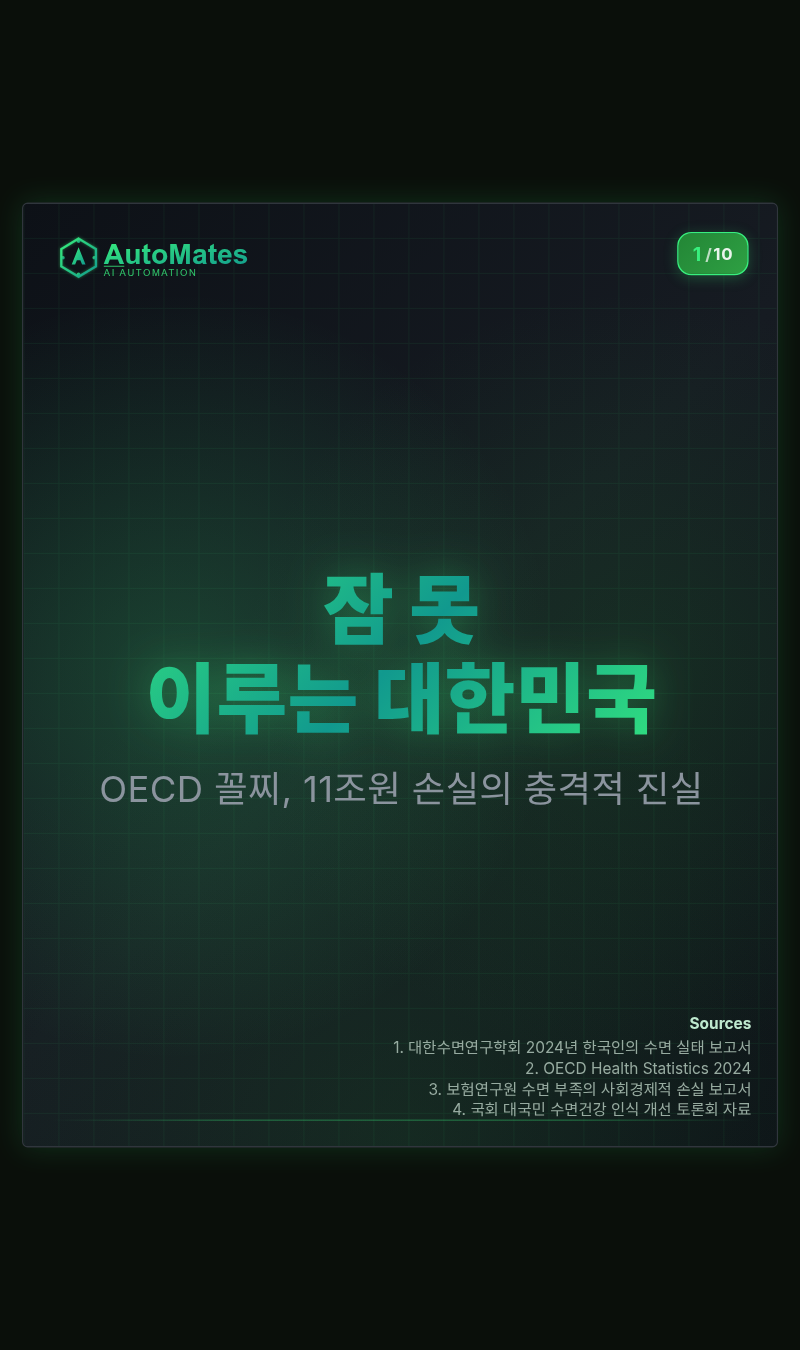 AutoMates
AI AUTOMATION
1/10
잠 못
이루는 대한민국
OECD 꼴찌, 11조원 손실의 충격적 진실
Sources
1. 대한수면연구학회 2024년 한국인의 수면 실태 보고서
2. OECD Health Statistics 2024
3. 보험연구원 수면 부족의 사회경제적 손실 보고서
4. 국회 대국민 수면건강 인식 개선 토론회 자료